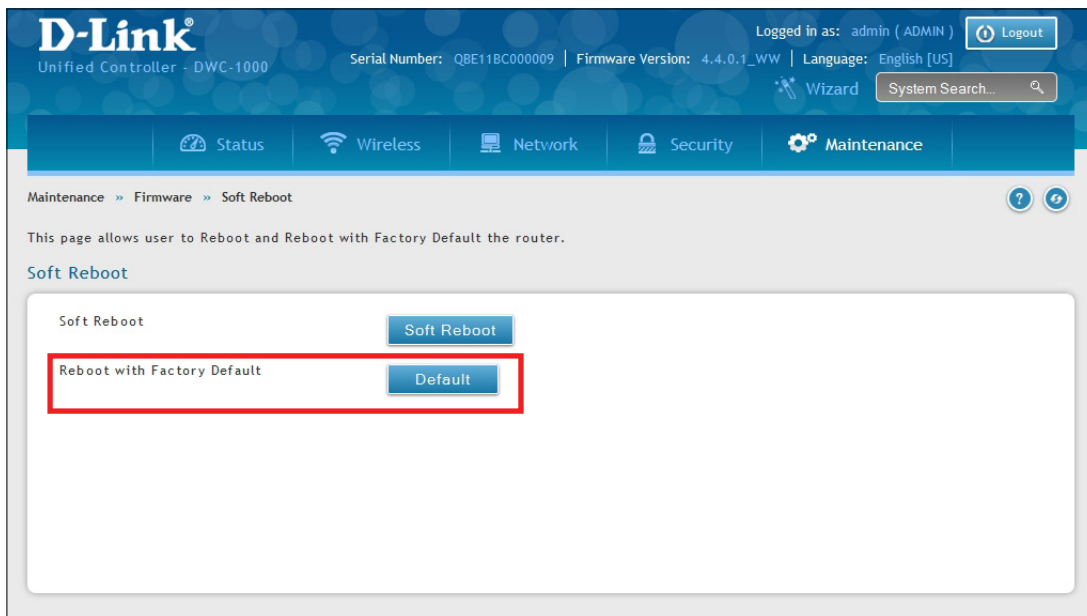 D-Link®
Unified Controller - DWC-1000
Logged in as: admin ( ADMIN ) Logout
Serial Number: QBE11BC000009 | Firmware Version: 4.4.0.1_WW | Language: English [US]
Wizard System Search...
Status Wireless Network Security Maintenance
Maintenance » Firmware » Soft Reboot
?
This page allows user to Reboot and Reboot with Factory Default the router.
Soft Reboot
Soft Reboot Soft Reboot
Reboot with Factory Default Default